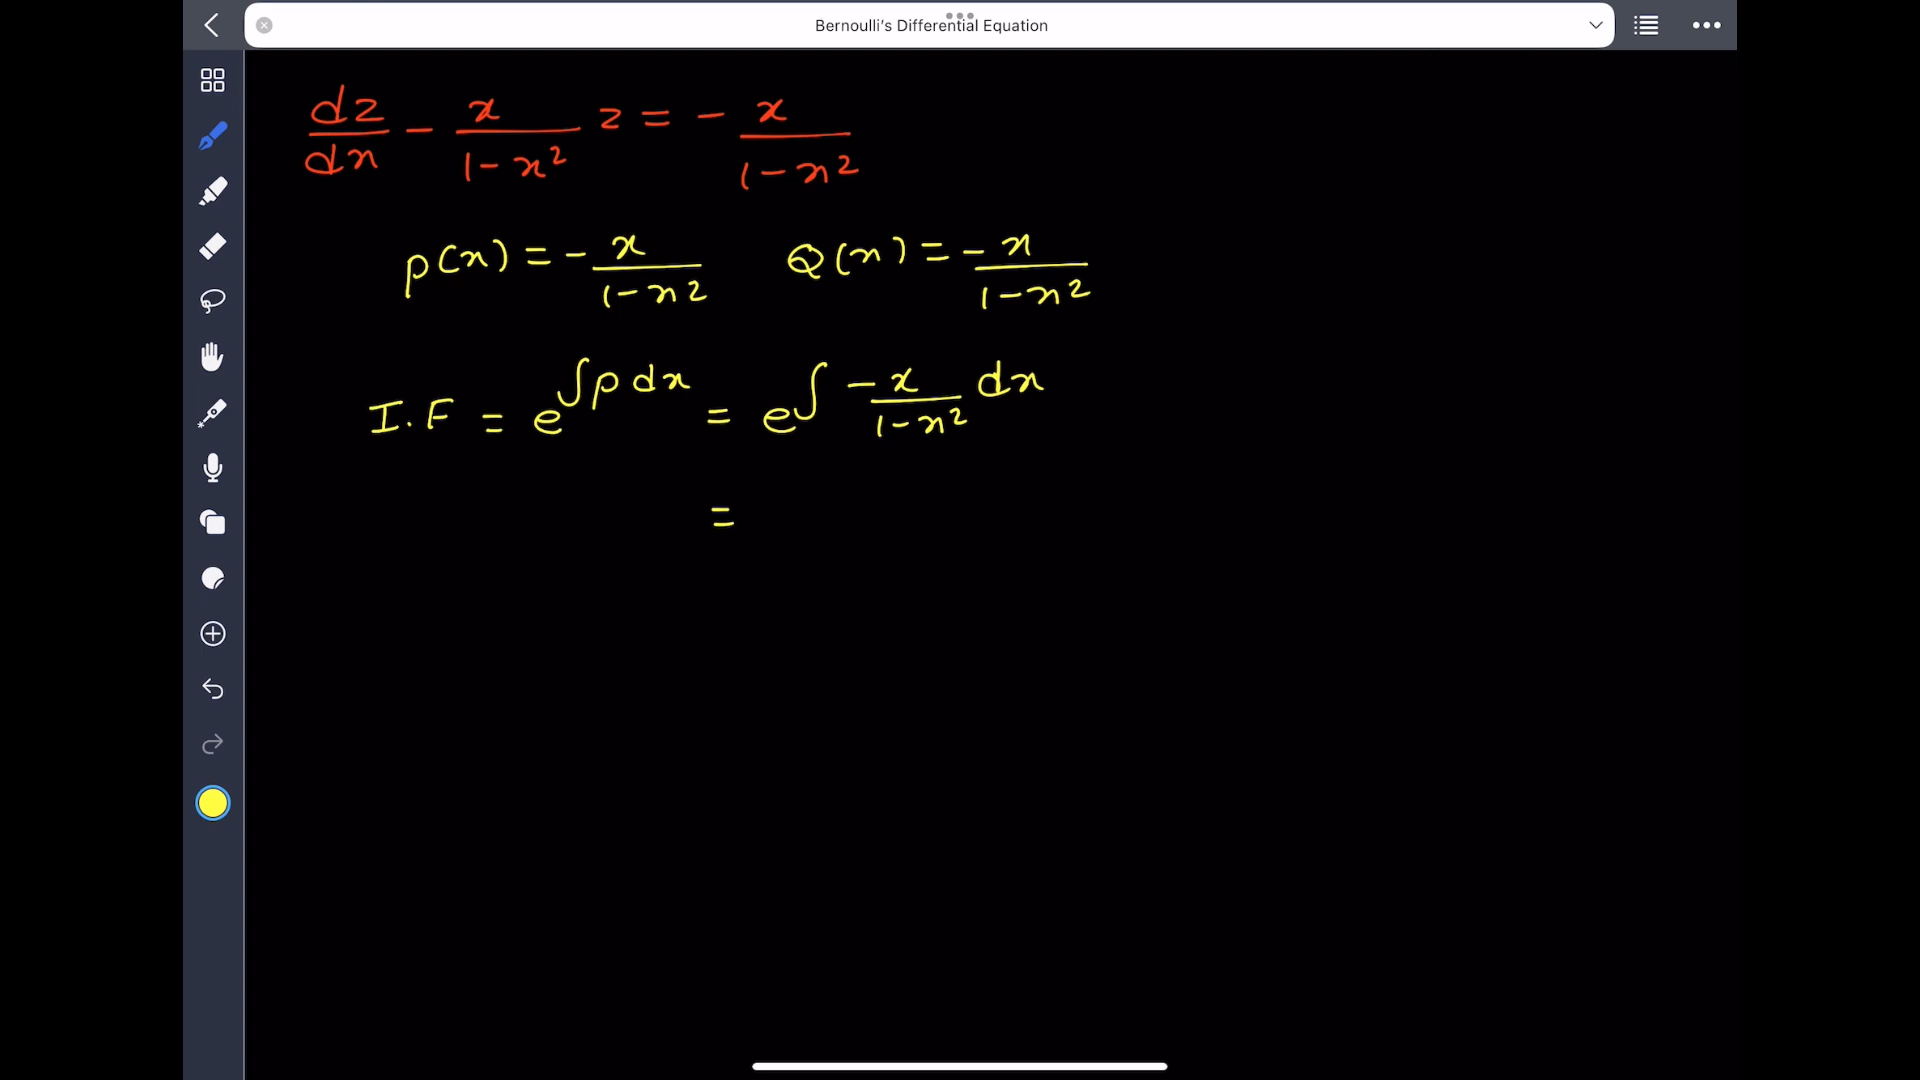 Bernoulli's Differential Equation
dz/dx - x/(1-x²) z = - x/(1-x²)
p(x) = - x/(1-x²)   Q(x) = - x/(1-x²)
I.F = e^∫p dx = e^∫ -x/(1-x²) dx
=